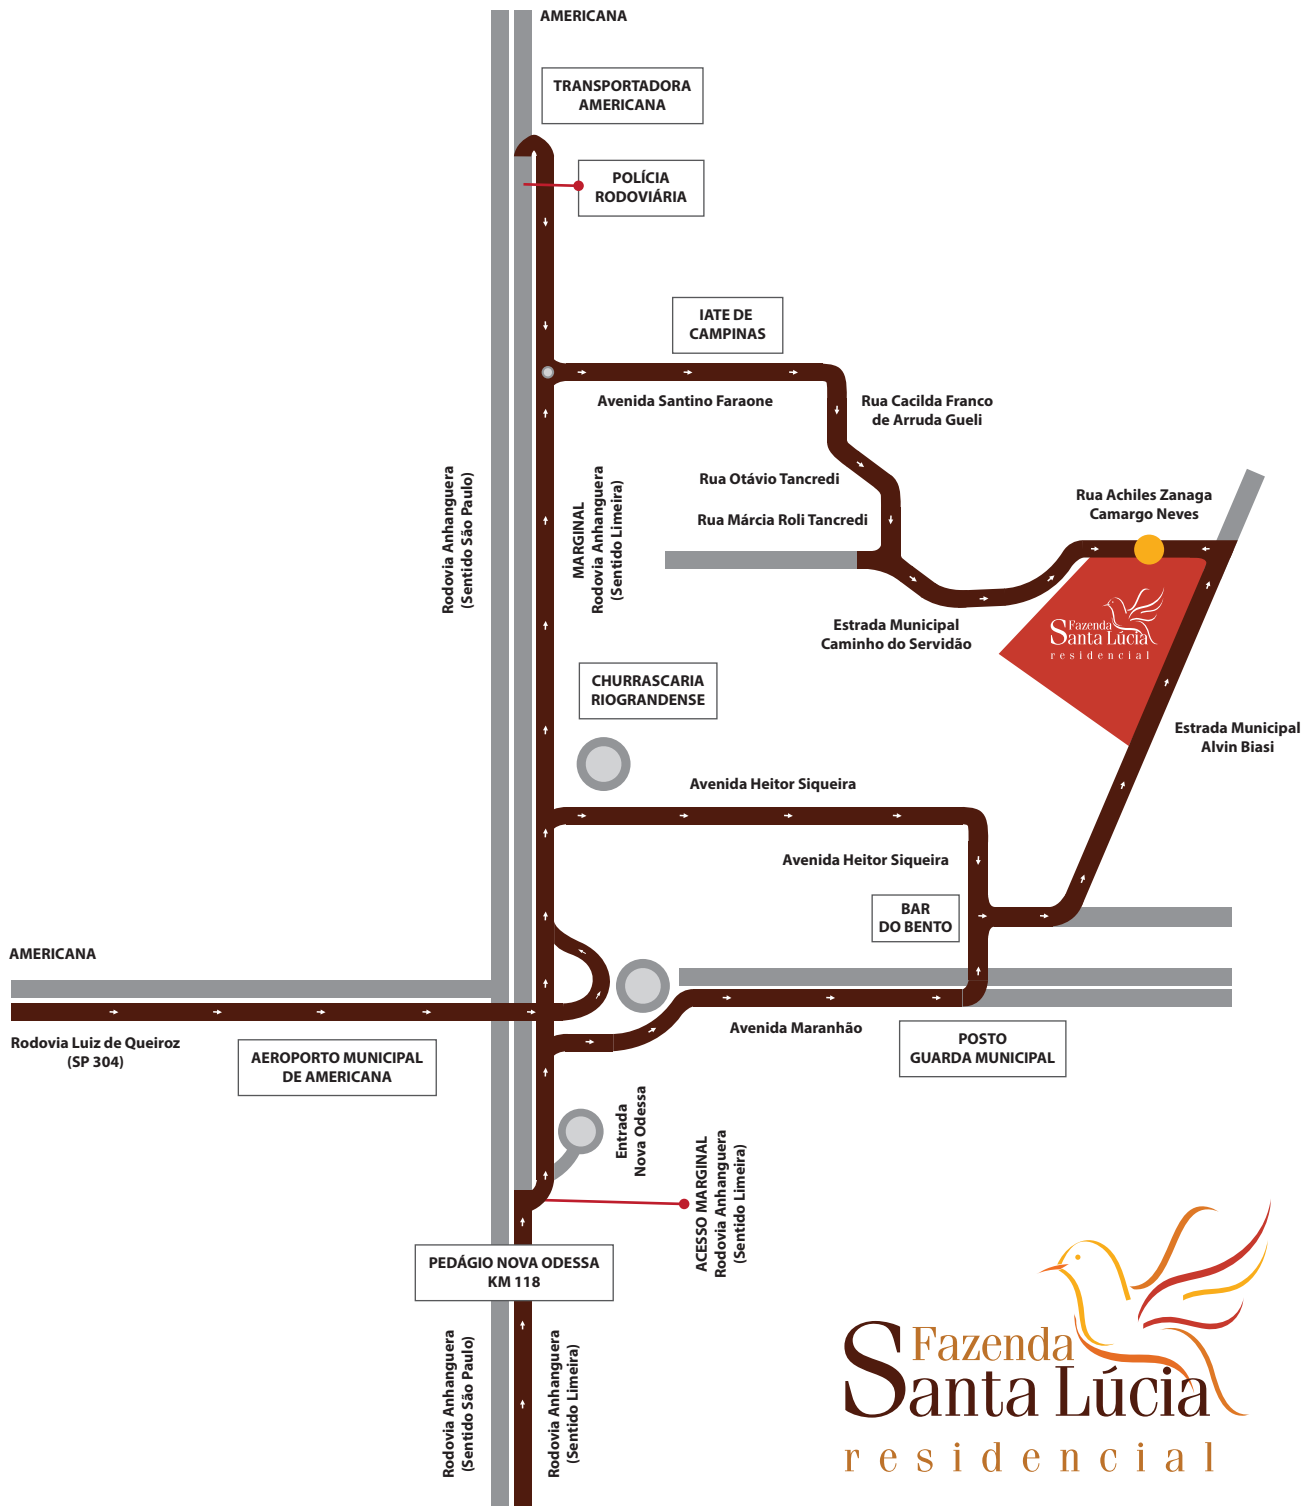 AMERICANA
TRANSPORTADORA
AMERICANA
POLÍCIA
RODOVIÁRIA
IATE DE
CAMPINAS
Avenida Santino Faraone
Rua Cacilda Franco
de Arruda Gueli
Rua Otávio Tancredi
Rua Márcia Roli Tancredi
Rua Achiles Zanaga
Camargo Neves
Rodovia Anhanguera
(Sentido São Paulo)
MARGINAL
Rodovia Anhanguera
(Sentido Limeira)
Estrada Municipal
Caminho do Servidão
Fazenda
Santa Lúcia
residencial
CHURRASCARIA
RIOGRANDENSE
Estrada Municipal
Alvin Biasi
Avenida Heitor Siqueira
Avenida Heitor Siqueira
BAR
DO BENTO
AMERICANA
Avenida Maranhão
Rodovia Luiz de Queiroz
(SP 304)
AEROPORTO MUNICIPAL
DE AMERICANA
POSTO
GUARDA MUNICIPAL
Entrada
Nova Odessa
ACESSO MARGINAL
Rodovia Anhanguera
(Sentido Limeira)
PEDÁGIO NOVA ODESSA
KM 118
Rodovia Anhanguera
(Sentido São Paulo)
Rodovia Anhanguera
(Sentido Limeira)
Fazenda
Santa Lúcia
residencial